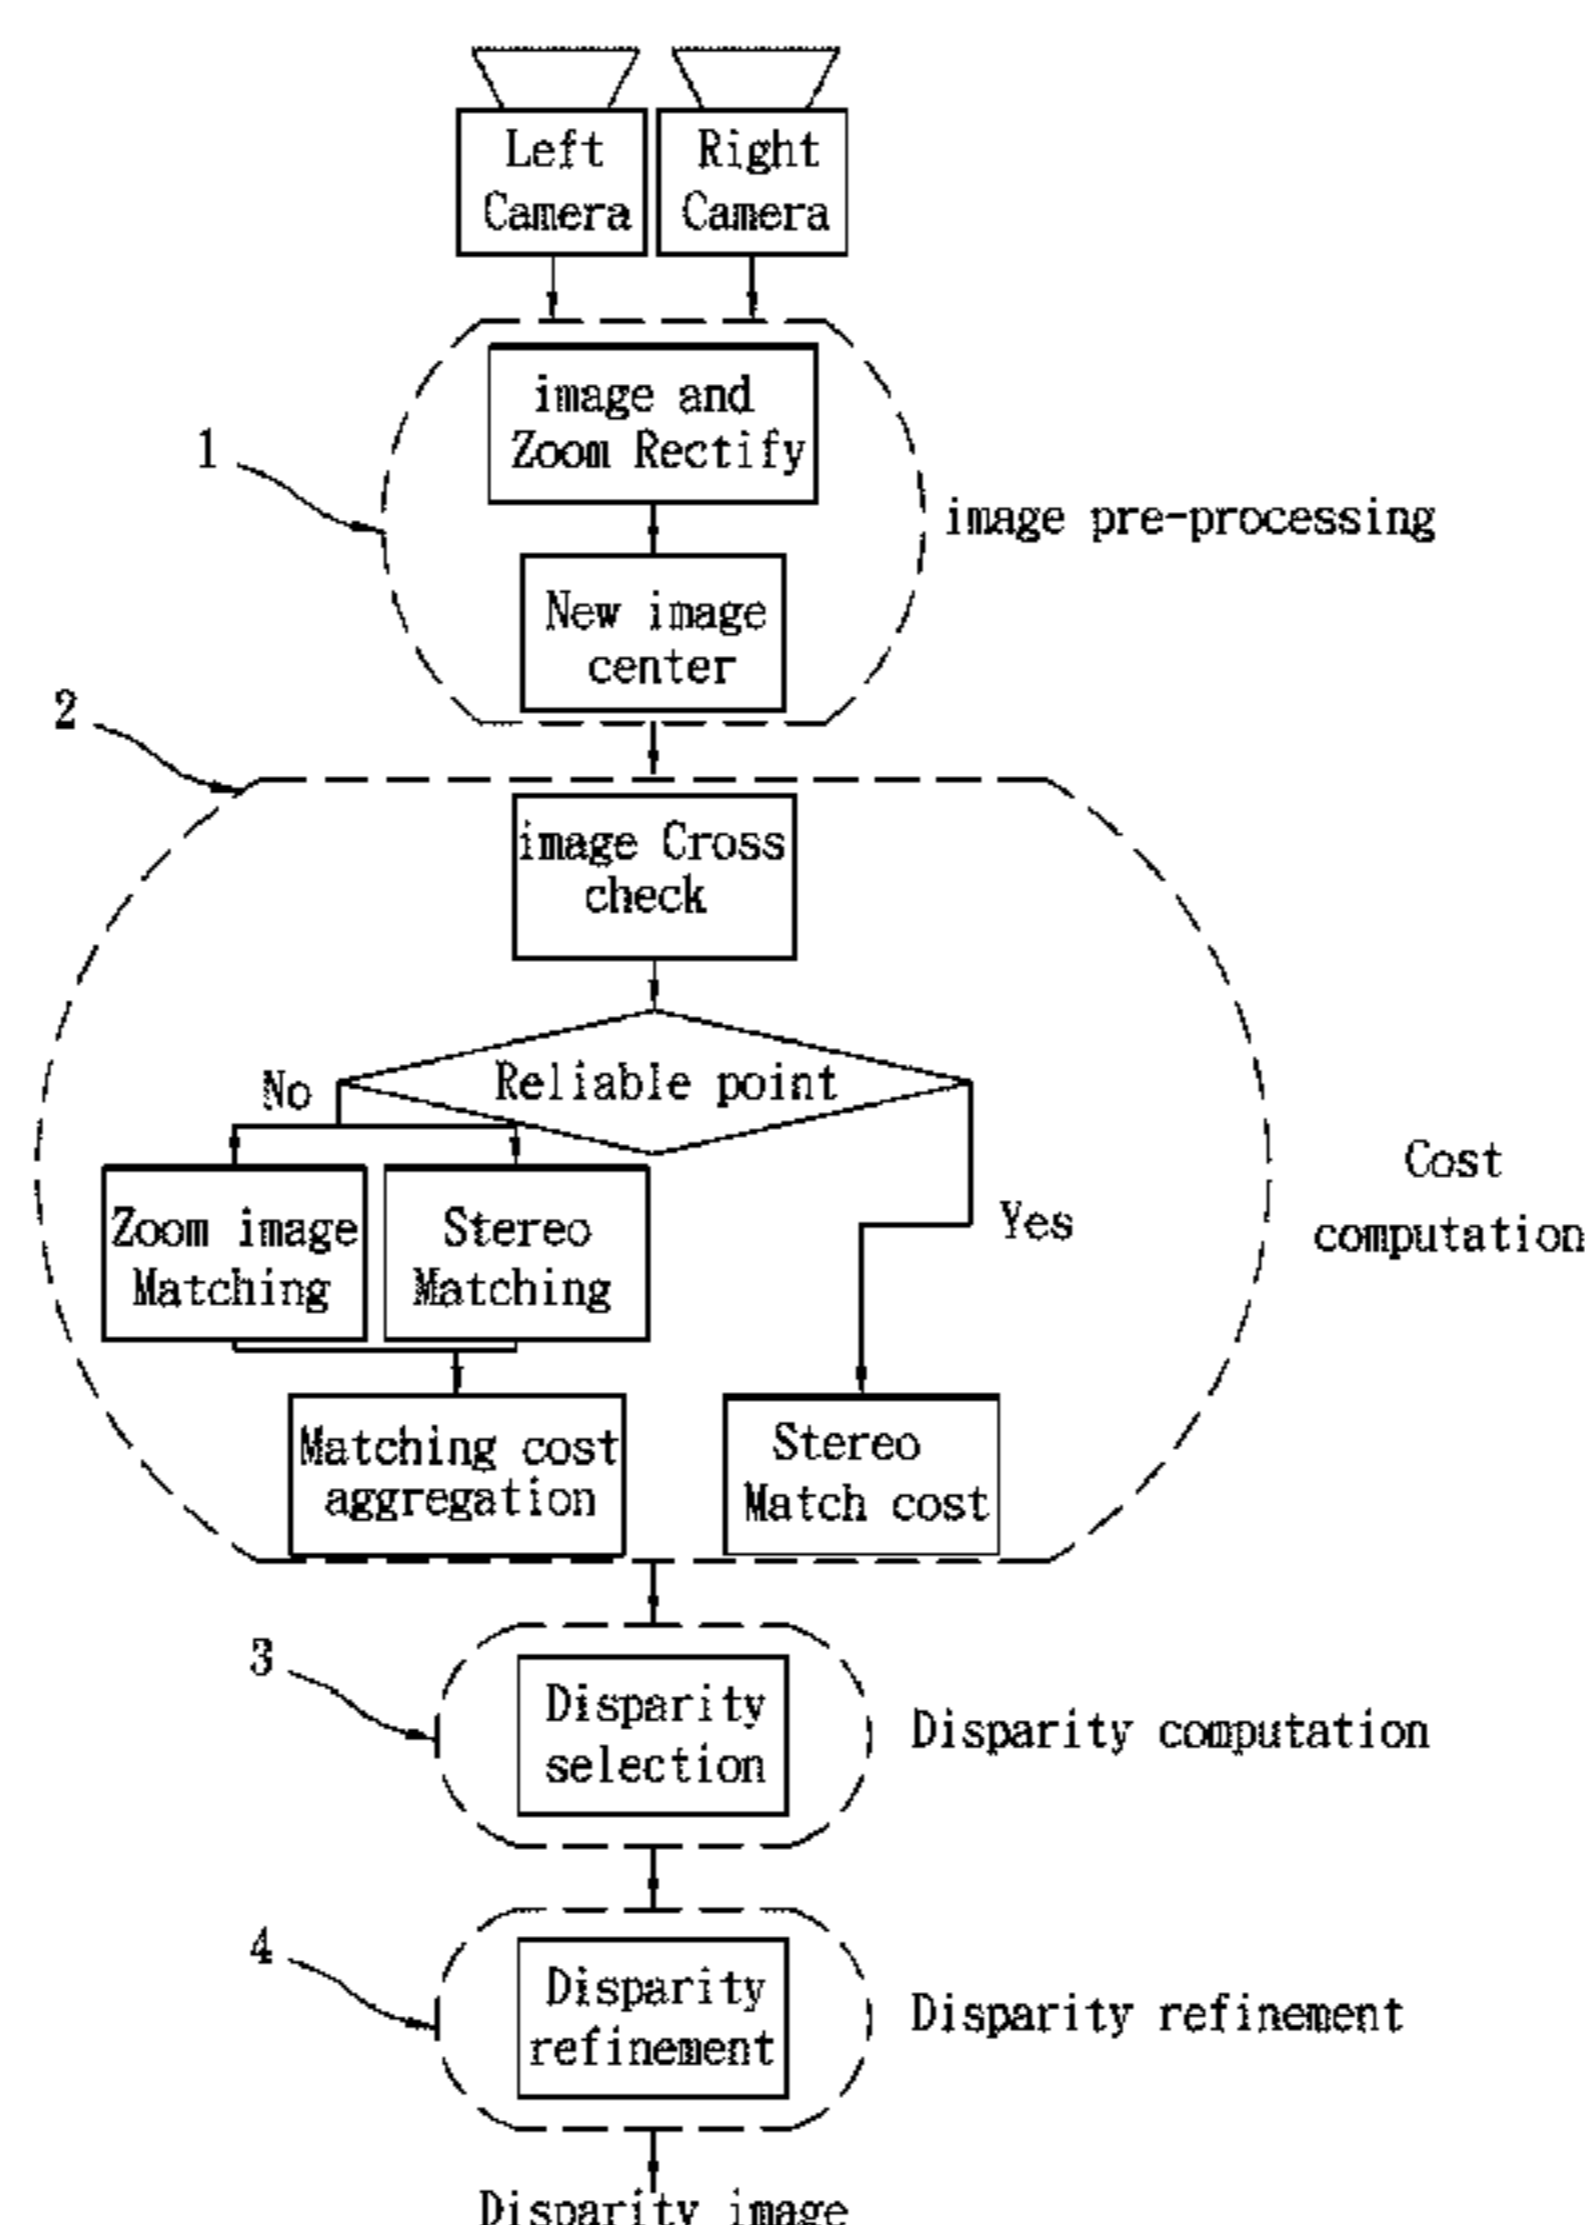 Left
Camera
Right
Camera
image and
Zoom Rectify
1
image pre-processing
New image
center
2
image Cross
check
Reliable point
No
Yes
Cost
computation
Zoom image
Matching
Stereo
Matching
Matching cost
aggregation
Stereo
Match cost
3
Disparity
selection
Disparity computation
4
Disparity
refinement
Disparity refinement
Disparity image